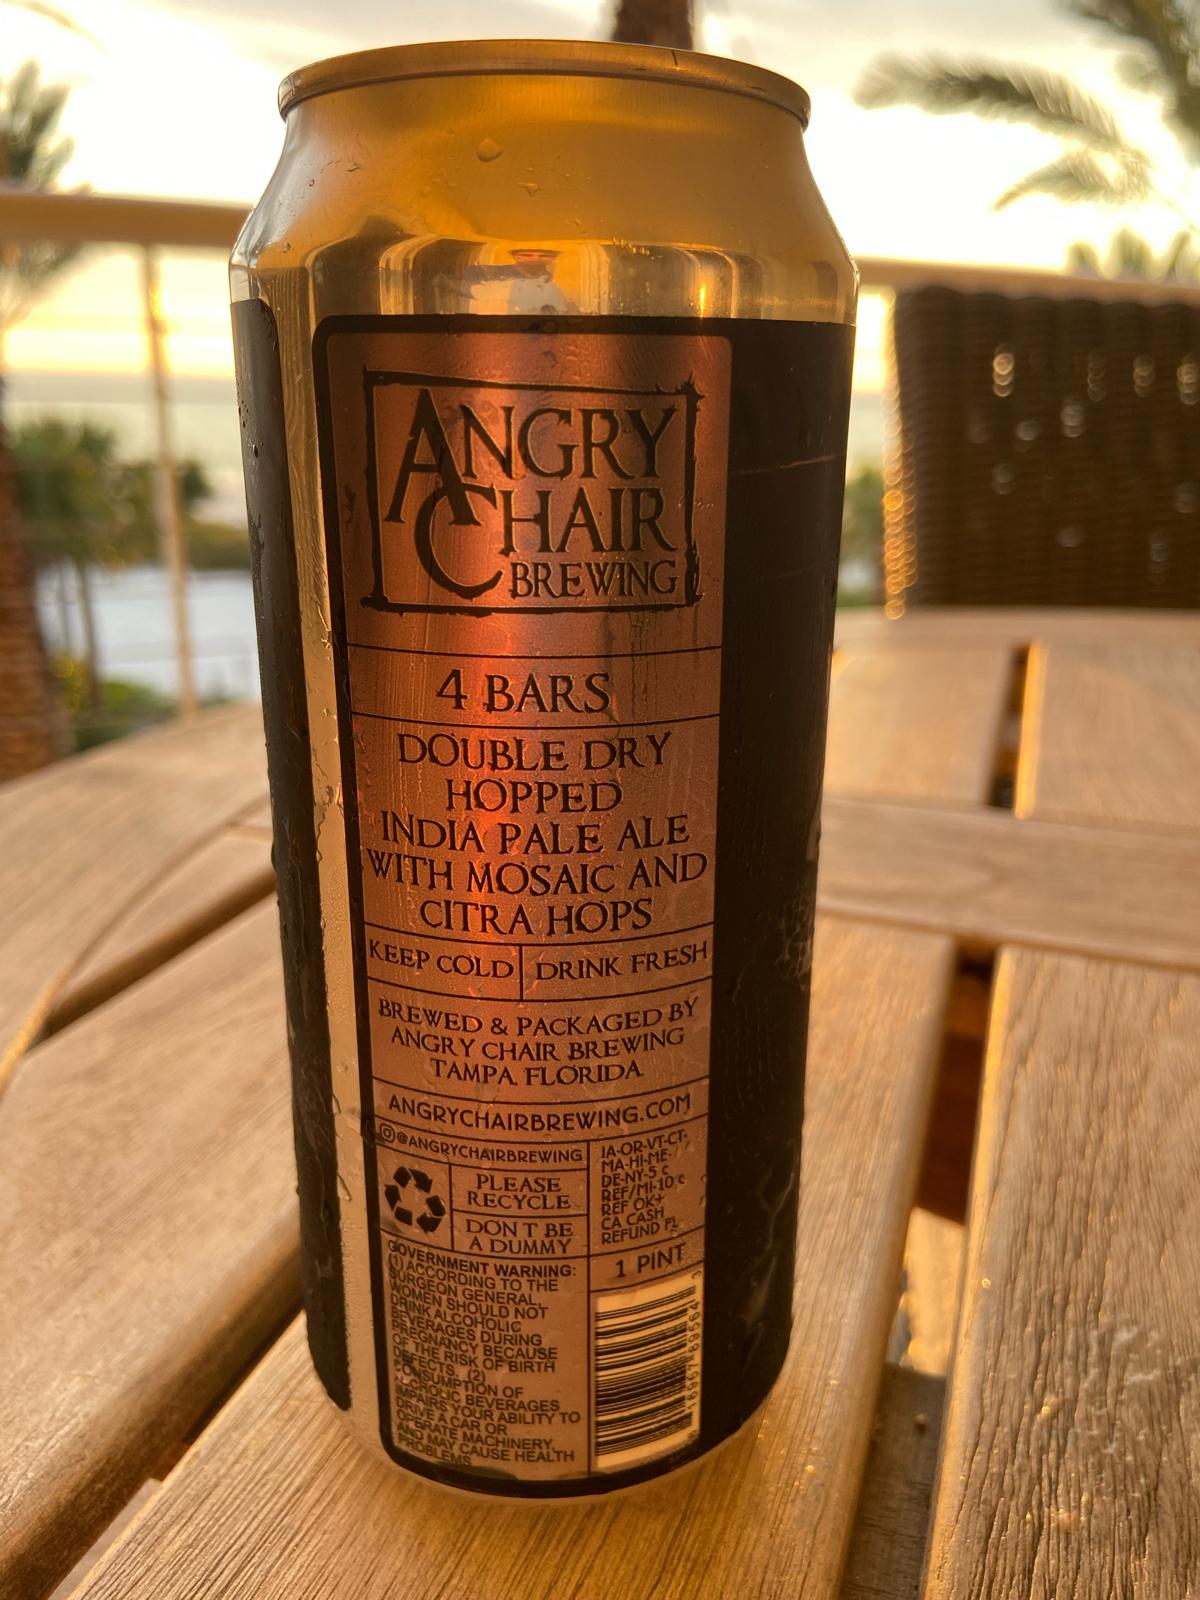 ANGRY
CHAIR
BREWING
4 BARS
DOUBLE DRY
HOPPED
INDIA PALE ALE
WITH MOSAIC AND
CITRA HOPS
KEEP COLD
DRINK FRESH
BREWED & PACKAGED BY
ANGRY CHAIR BREWING
TAMPA, FLORIDA
ANGRYCHAIRBREWING.COM
@ANGRYCHAIRBREWING
PLEASE
RECYCLE
DON'T BE
A DUMMY
IA-OR-VT-CT-
MA-HI-ME-
DE-NY-5 ¢
REF/MI-10 ¢
REF OK+
CA CASH
REFUND FL
1 PINT
GOVERNMENT WARNING:
(1) ACCORDING TO THE
SURGEON GENERAL,
WOMEN SHOULD NOT
DRINK ALCOHOLIC
BEVERAGES DURING
PREGNANCY BECAUSE
OF THE RISK OF BIRTH
DEFECTS. (2)
CONSUMPTION OF
ALCOHOLIC BEVERAGES
IMPAIRS YOUR ABILITY TO
DRIVE A CAR OR
OPERATE MACHINERY,
AND MAY CAUSE HEALTH
PROBLEMS